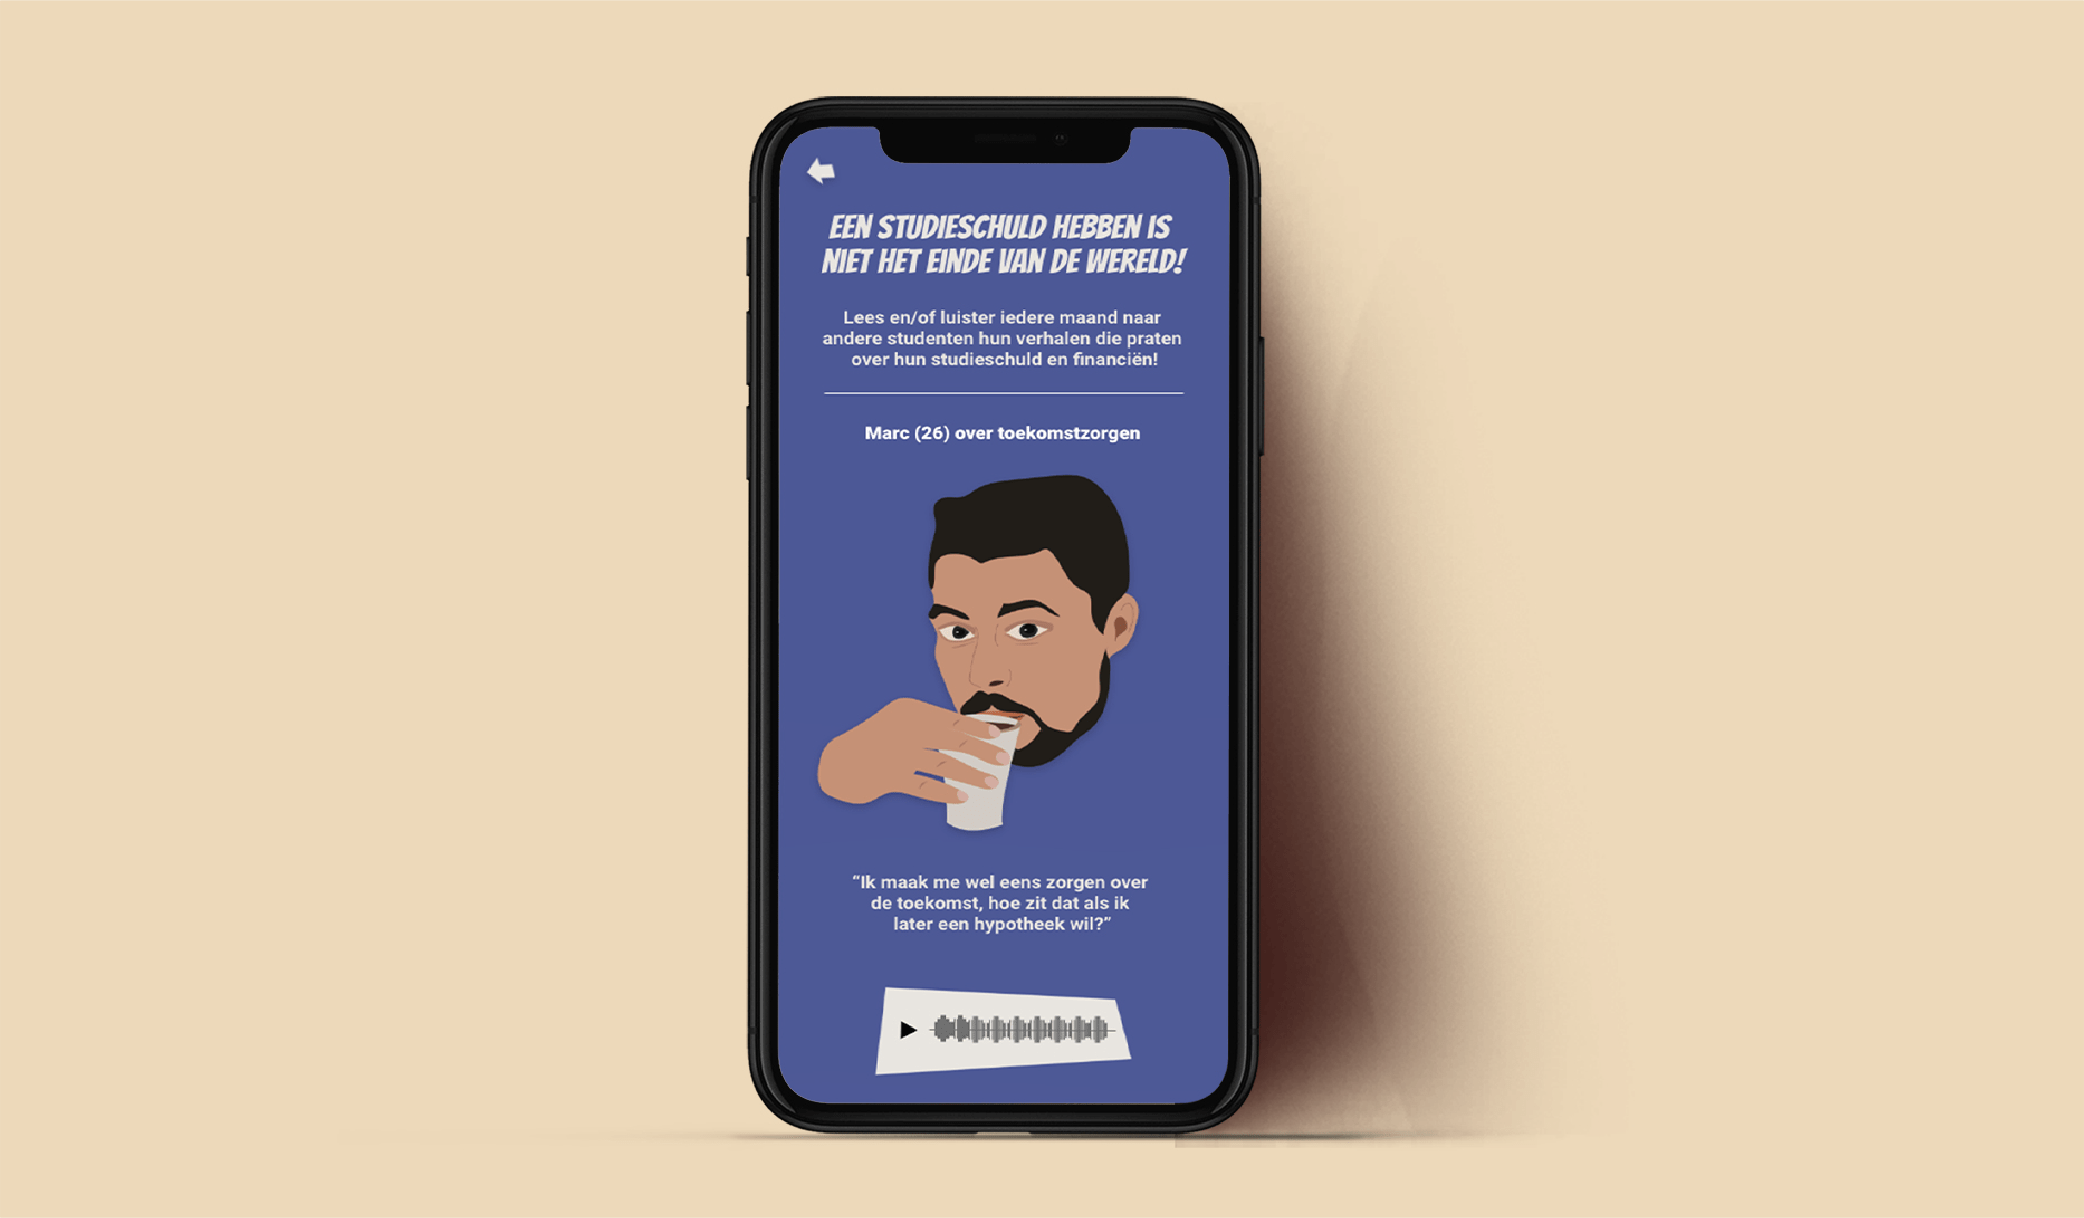 EEN STUDIESCHULD HEBBEN IS
NIET HET EINDE VAN DE WERELD!
Lees en/of luister iedere maand naar
andere studenten hun verhalen die praten
over hun studieschuld en financiën!
Marc (26) over toekomstzorgen
“Ik maak me wel eens zorgen over
de toekomst, hoe zit dat als ik
later een hypotheek wil?”